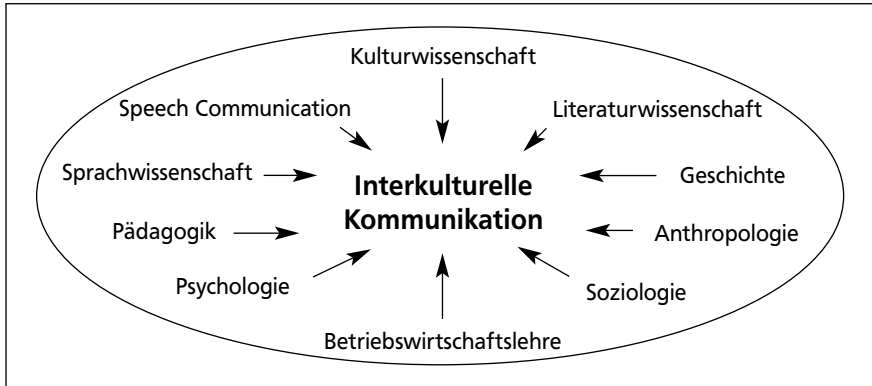 Kulturwissenschaft
Speech Communication
Literaturwissenschaft
Sprachwissenschaft
Interkulturelle
Kommunikation
Geschichte
Pädagogik
Anthropologie
Psychologie
Soziologie
Betriebswirtschaftslehre